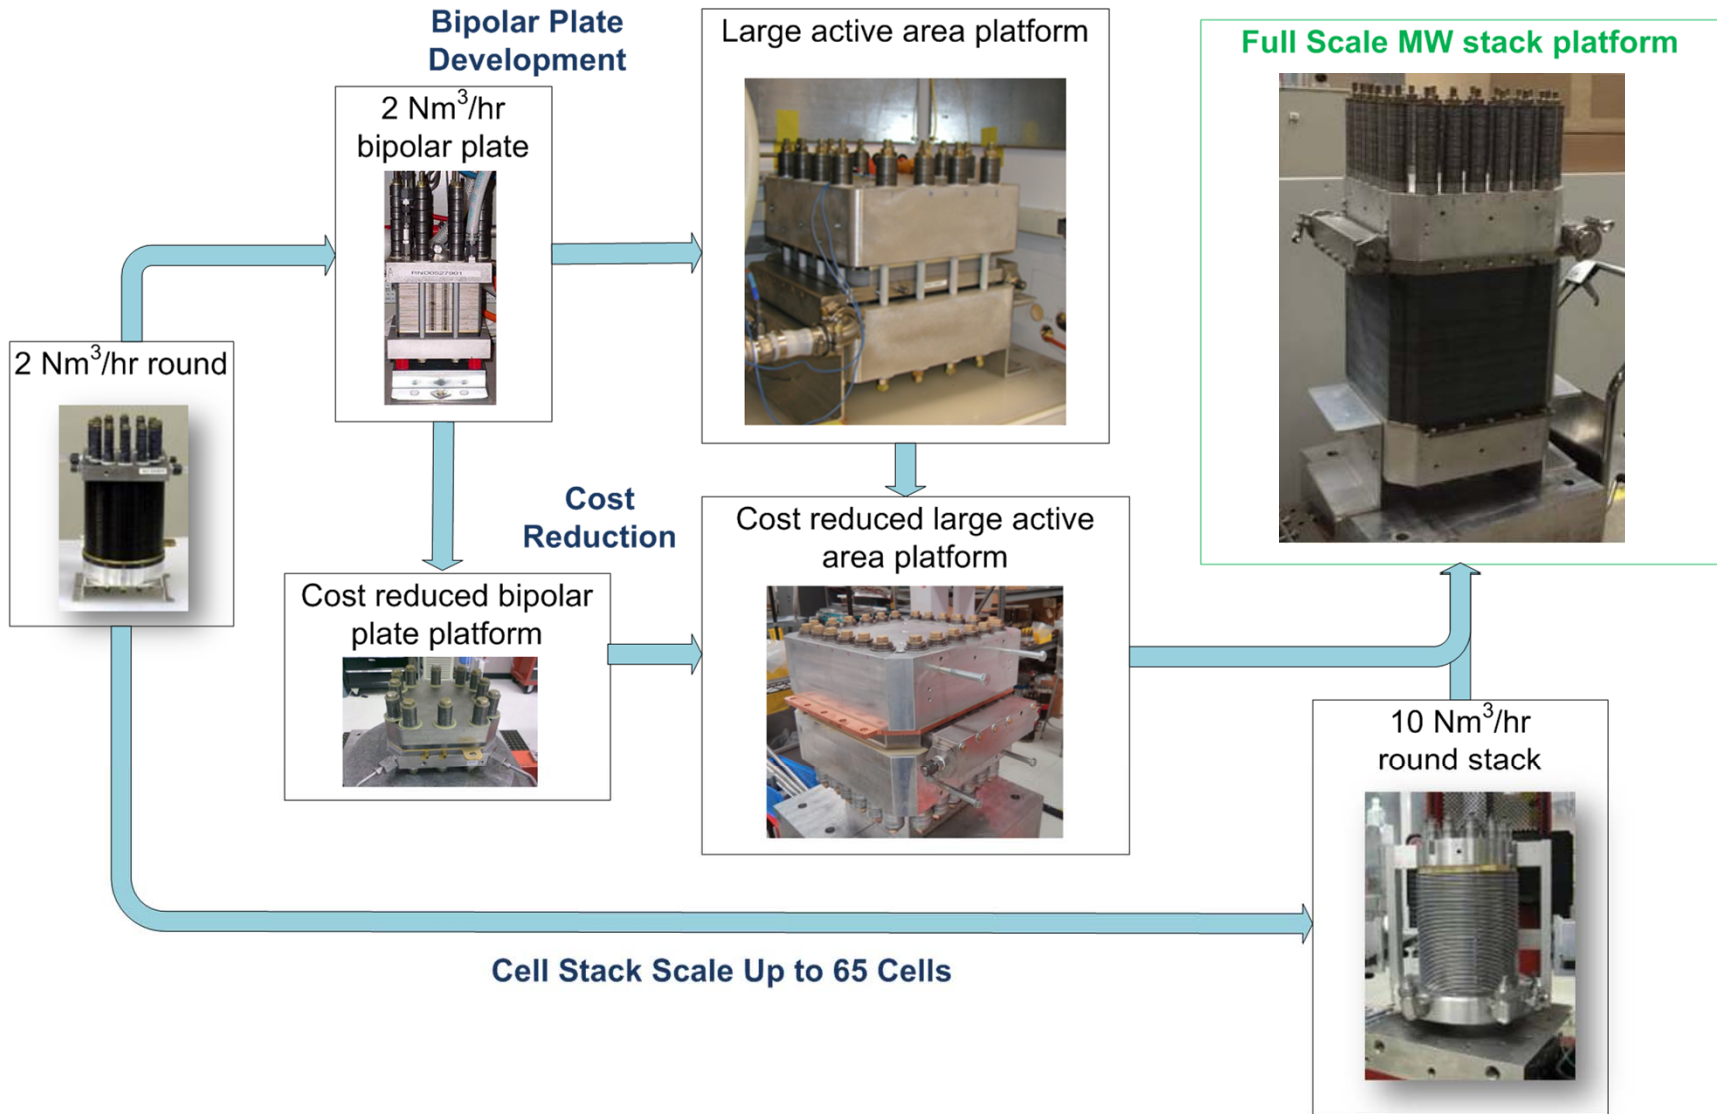 Bipolar Plate
Development
Large active area platform
Full Scale MW stack platform
2 Nm³/hr
bipolar plate
RND0527901
2 Nm³/hr round
Cost
Reduction
Cost reduced large active
area platform
Cost reduced bipolar
plate platform
10 Nm³/hr
round stack
Cell Stack Scale Up to 65 Cells